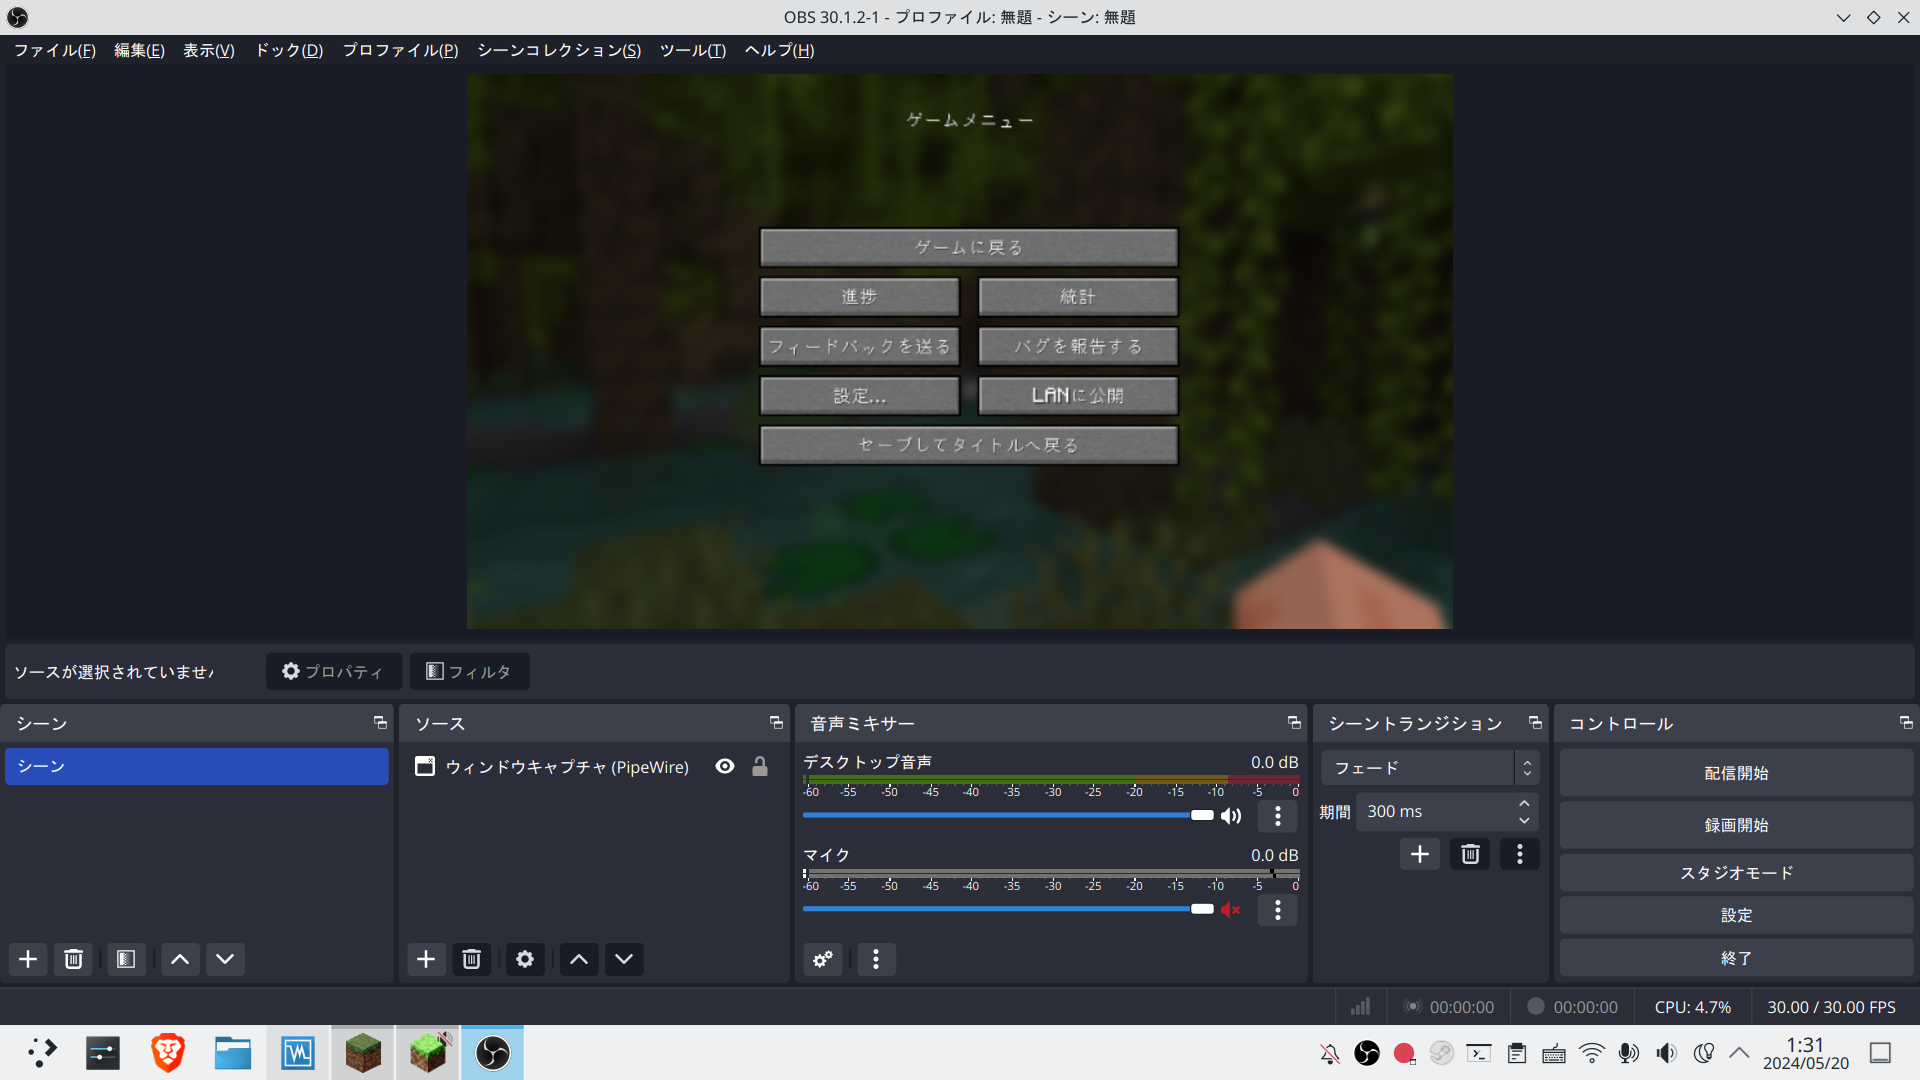 OBS 30.1.2-1 - プロファイル: 無題 - シーン: 無題
ファイル(F) 編集(E) 表示(V) ドック(D) プロファイル(P) シーンコレクション(S) ツール(T) ヘルプ(H)
ゲームメニュー
ゲームに戻る
進捗 統計
フィードバックを送る バグを報告する
設定... LANに公開
セーブしてタイトルへ戻る
ソースが選択されていません プロパティ フィルタ
シーン ソース 音声ミキサー シーントランジション コントロール
シーン
ウィンドウキャプチャ (PipeWire)
デスクトップ音声 0.0 dB
-60 -55 -50 -45 -40 -35 -30 -25 -20 -15 -10 -5 0
マイク 0.0 dB
-60 -55 -50 -45 -40 -35 -30 -25 -20 -15 -10 -5 0
フェード
期間 300 ms
配信開始
録画開始
スタジオモード
設定
終了
00:00:00 00:00:00 CPU: 4.7% 30.00 / 30.00 FPS
1:31
2024/05/20